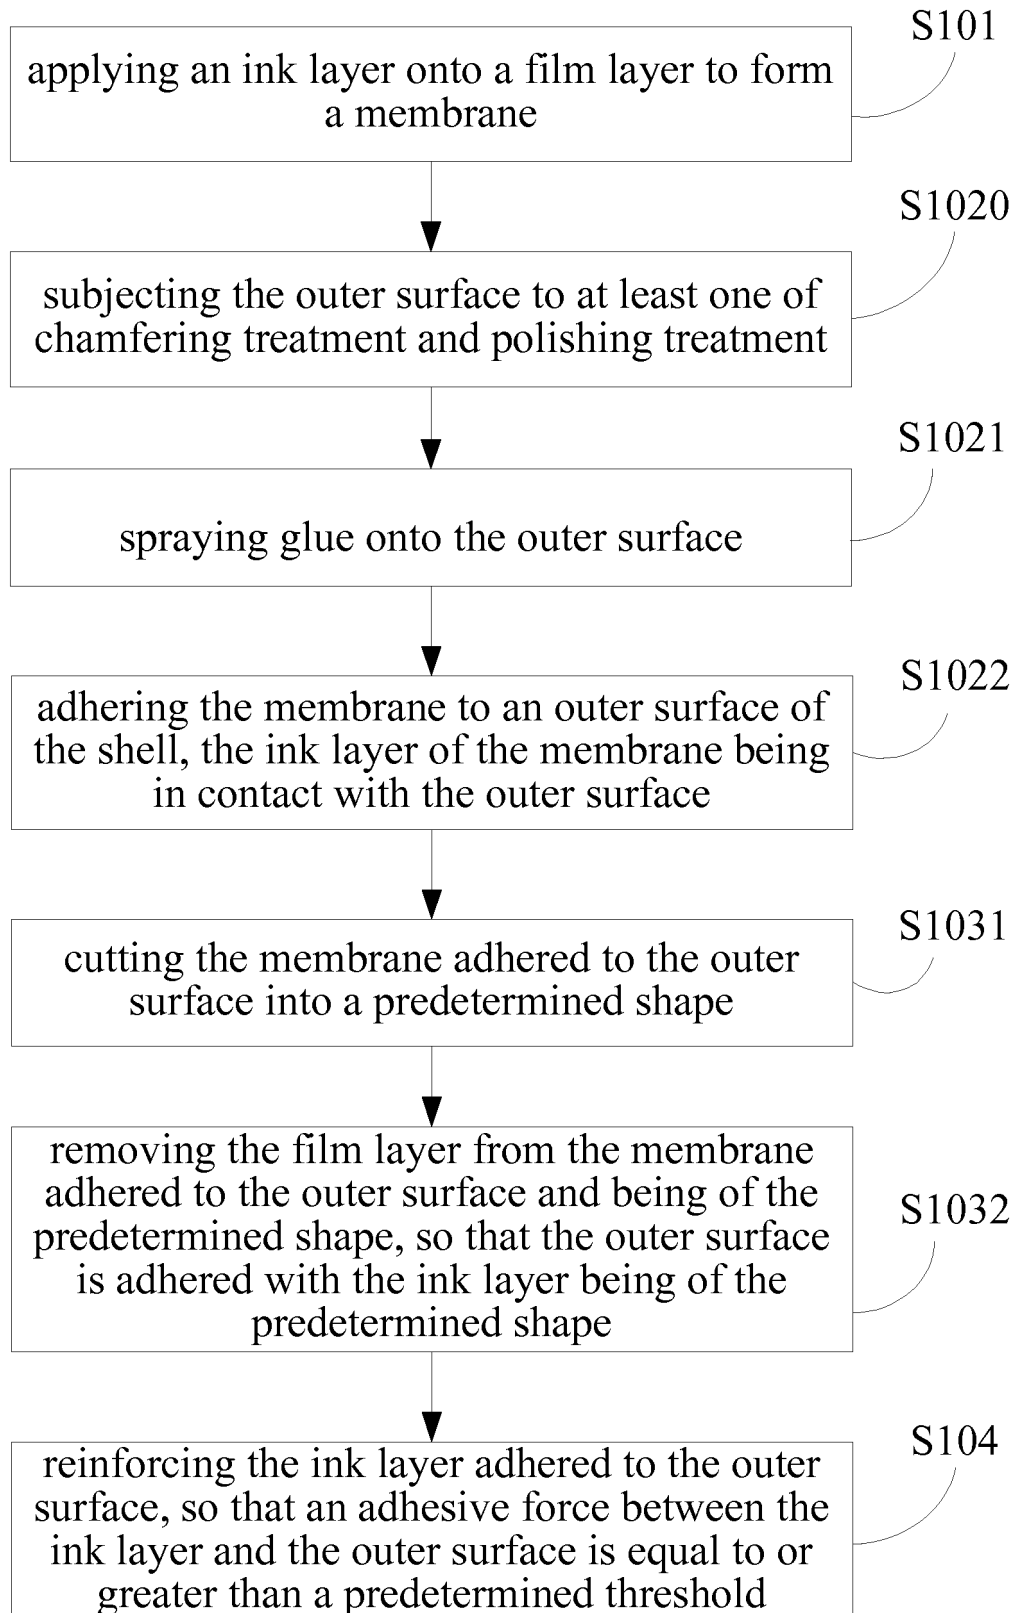 S101
applying an ink layer onto a film layer to form
a membrane
S1020
subjecting the outer surface to at least one of
chamfering treatment and polishing treatment
S1021
spraying glue onto the outer surface
S1022
adhering the membrane to an outer surface of
the shell, the ink layer of the membrane being
in contact with the outer surface
S1031
cutting the membrane adhered to the outer
surface into a predetermined shape
S1032
removing the film layer from the membrane
adhered to the outer surface and being of the
predetermined shape, so that the outer surface
is adhered with the ink layer being of the
predetermined shape
S104
reinforcing the ink layer adhered to the outer
surface, so that an adhesive force between the
ink layer and the outer surface is equal to or
greater than a predetermined threshold